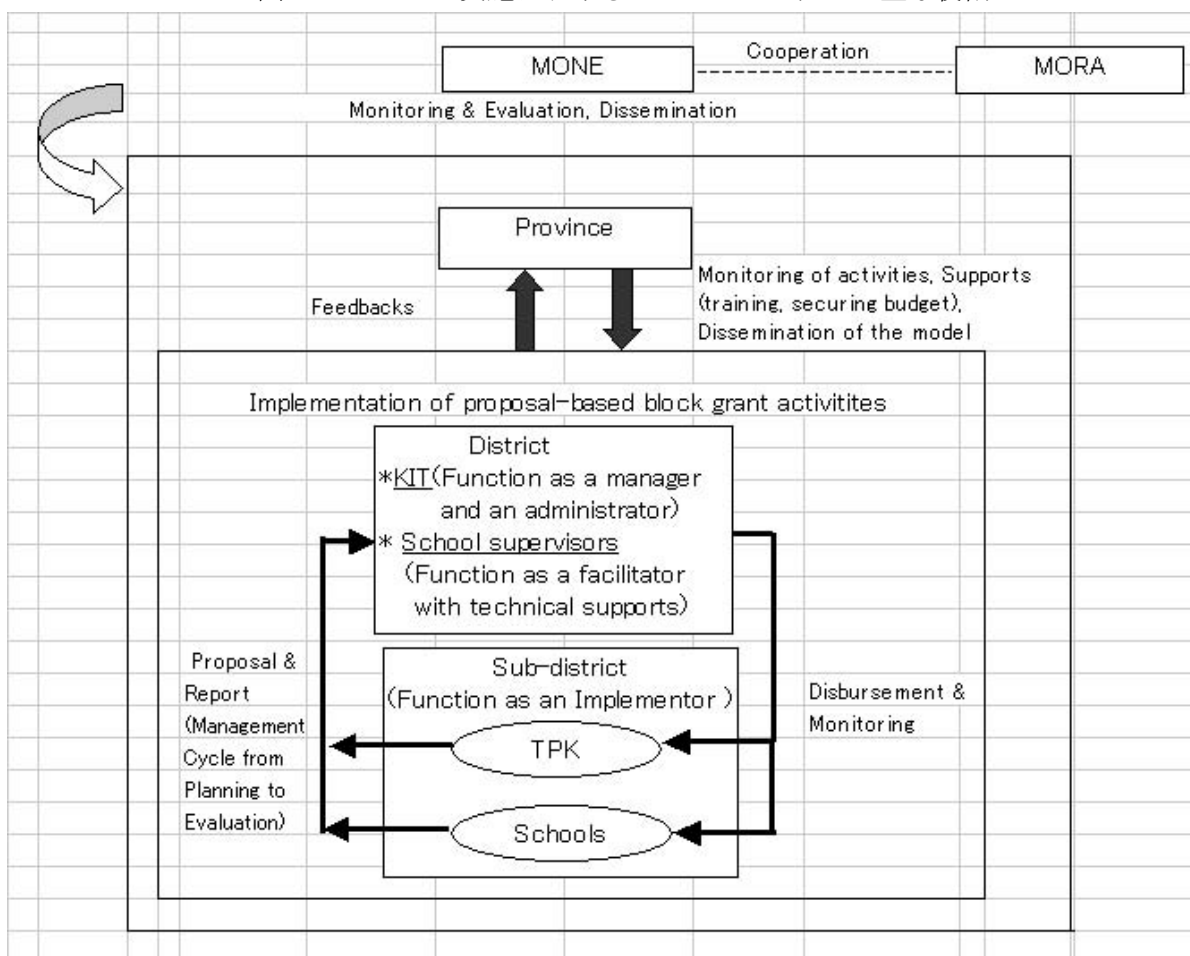 MONE
Cooperation
MORA
Monitoring & Evaluation, Dissemination
Province
Feedbacks
Monitoring of activities, Supports
(training, securing budget),
Dissemination of the model
Implementation of proposal-based block grant activitites
District
*KIT(Function as a manager
and an administrator)
* School supervisors
(Function as a facilitator
with technical supports)
Proposal &
Report
(Management
Cycle from
Planning to
Evaluation)
Sub-district
(Function as an Implementor )
TPK
Schools
Disbursement &
Monitoring